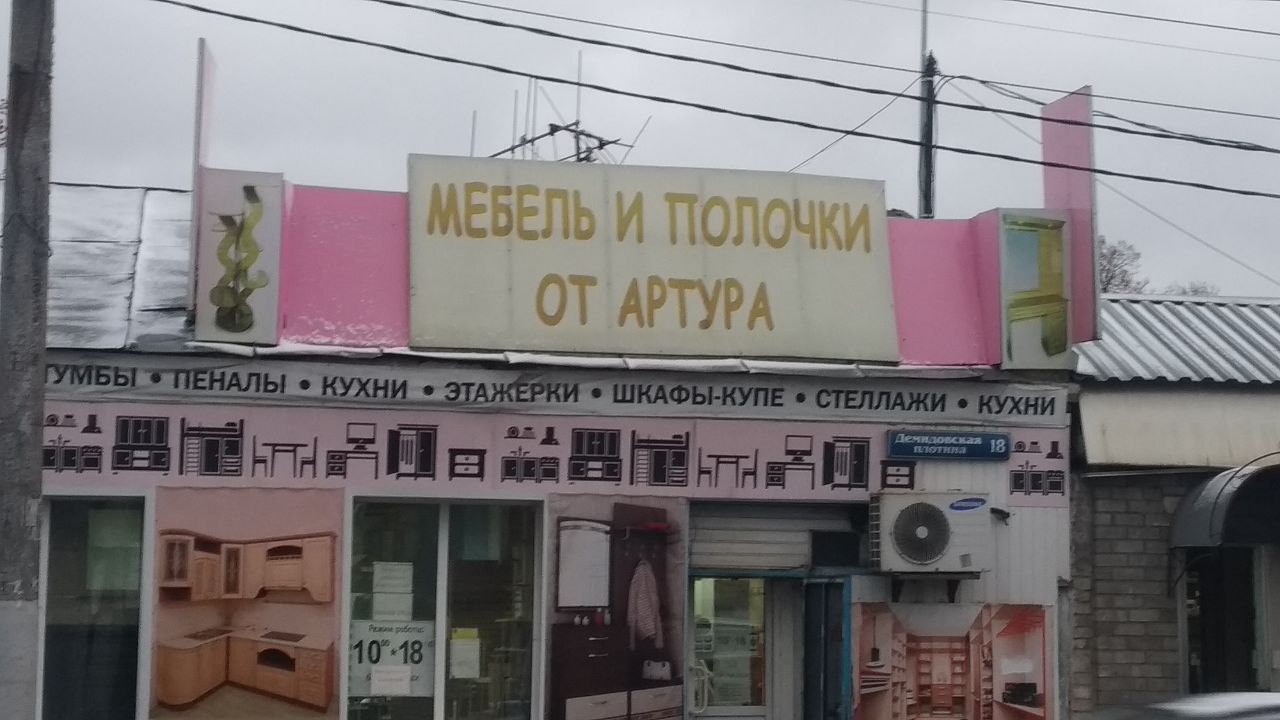 МЕБЕЛЬ И ПОЛОЧКИ
ОТ АРТУРА
ТУМБЫ • ПЕНАЛЫ • КУХНИ • ЭТАЖЕРКИ • ШКАФЫ-КУПЕ • СТЕЛЛАЖИ • КУХНИ
Демидовская
плотина 18
SAMSUNG
Режим работы:
10 00 18